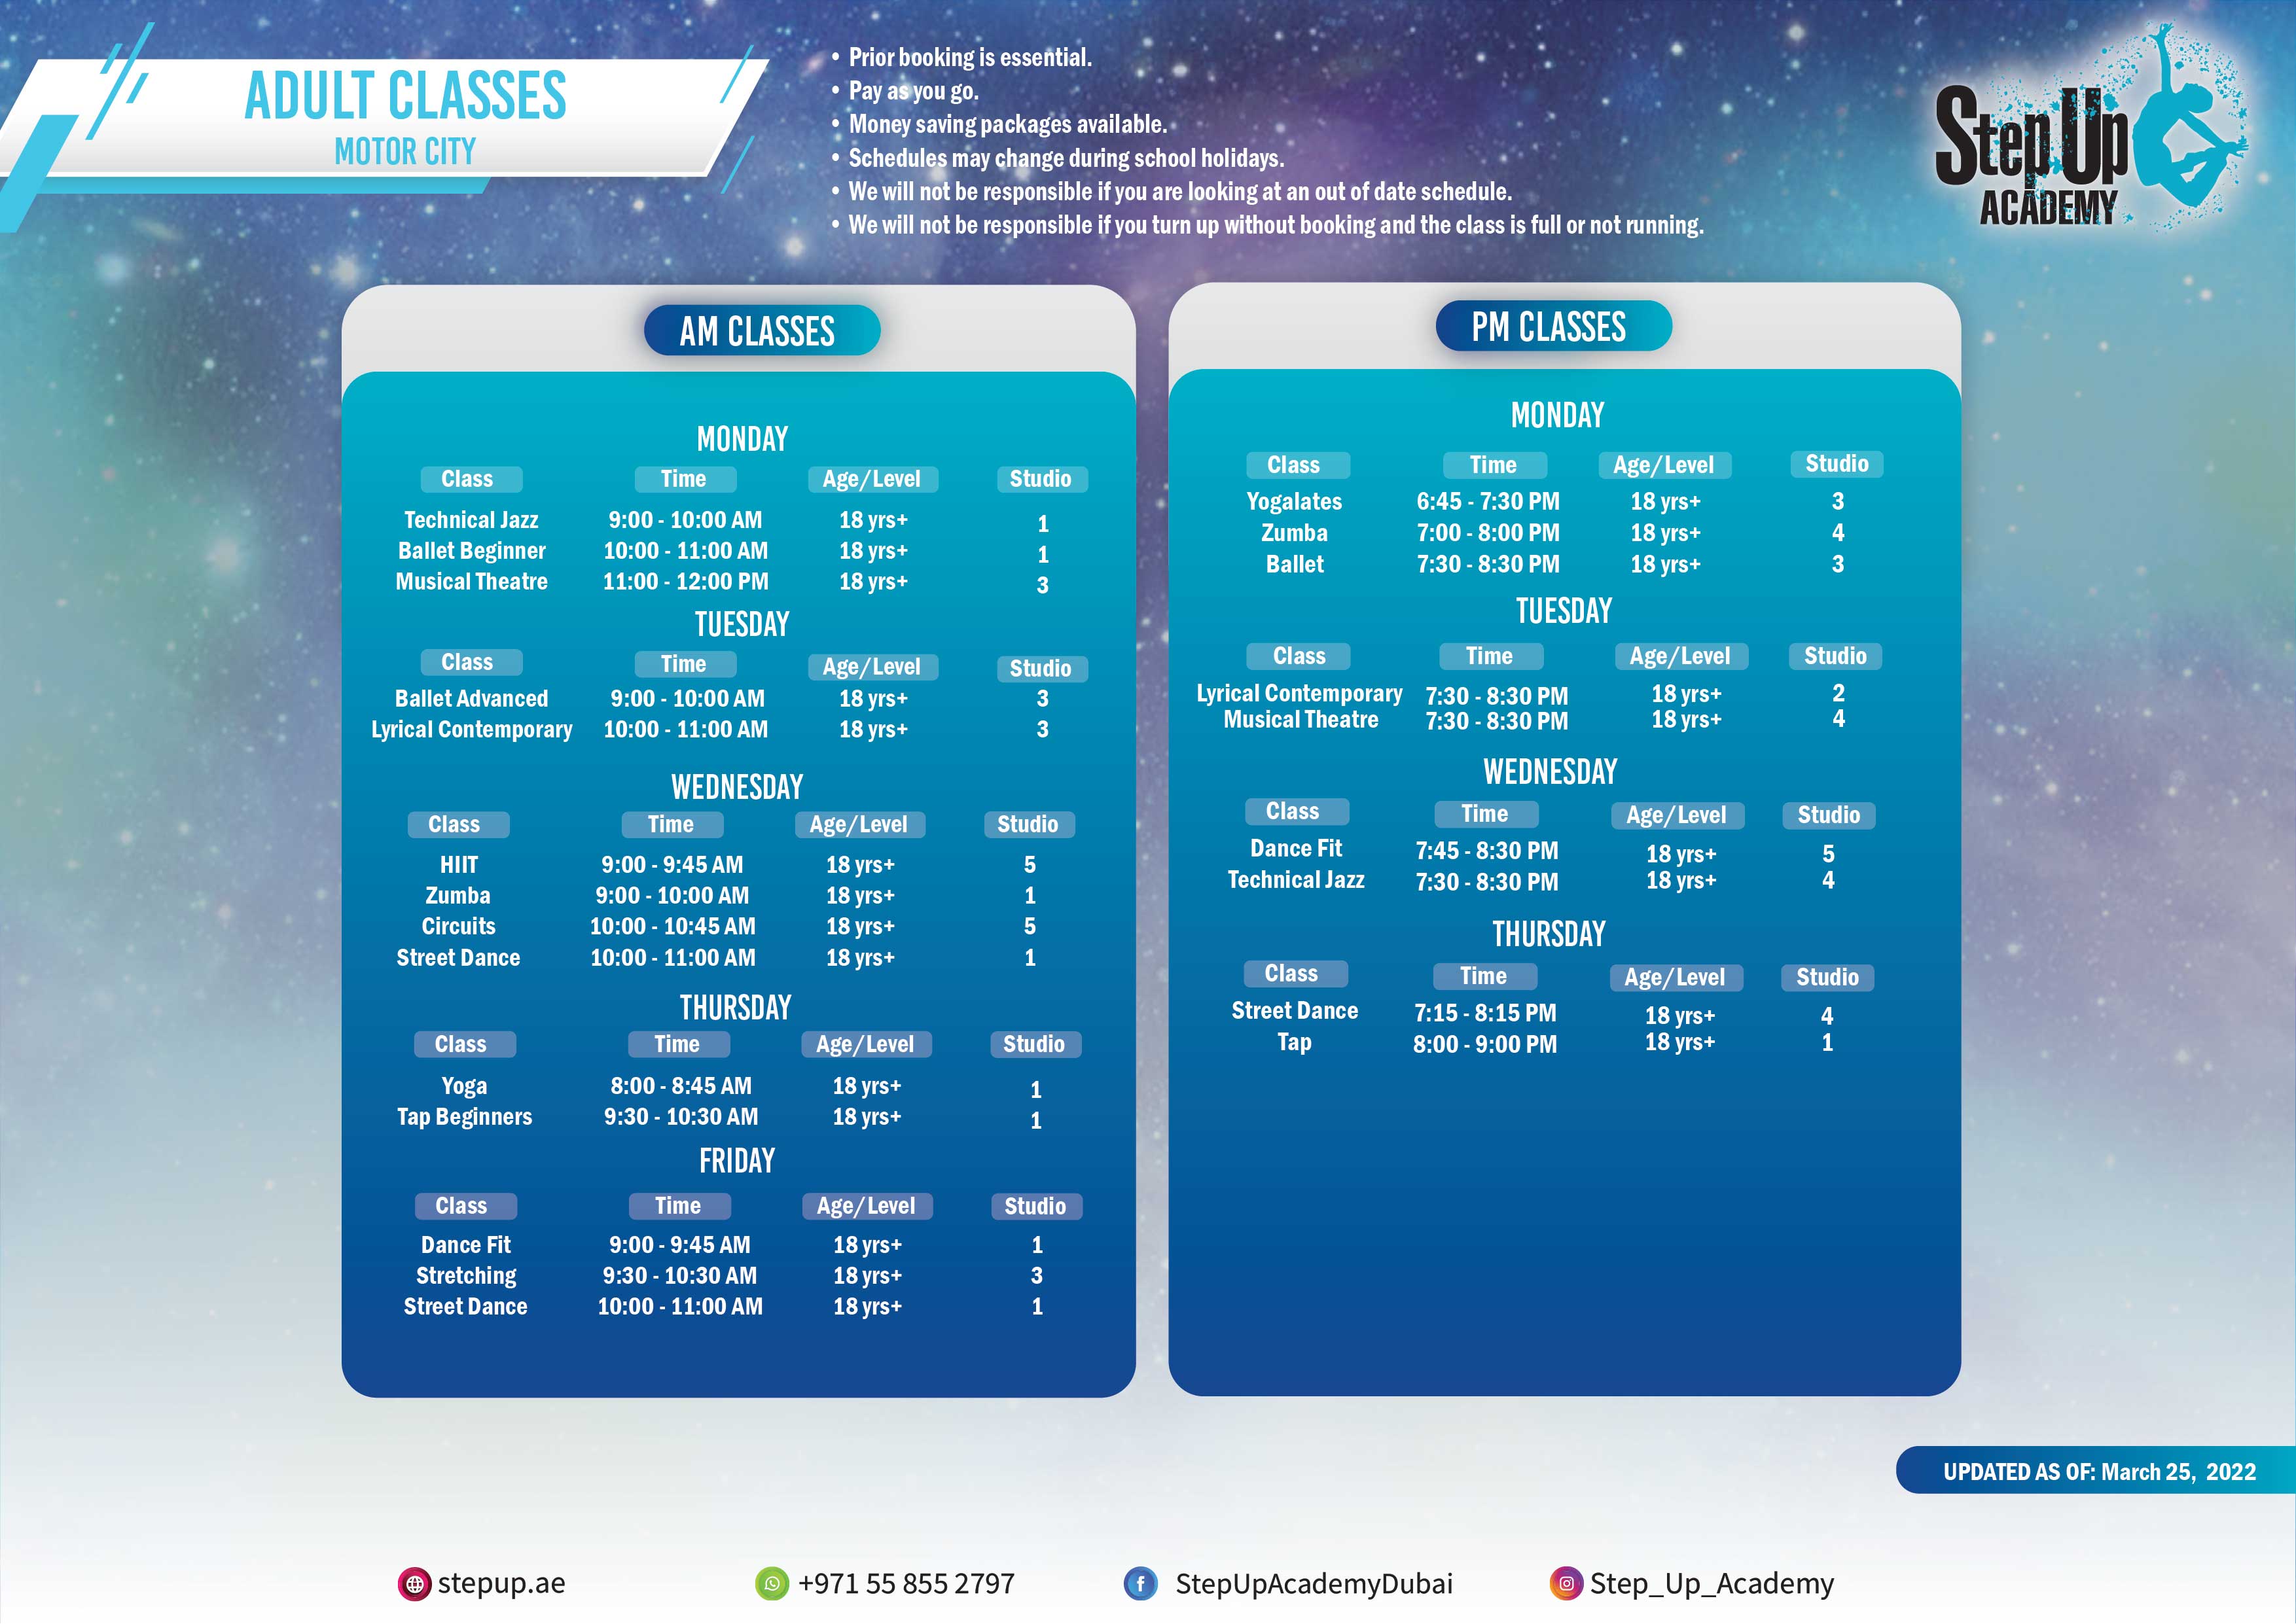 ADULT CLASSES
MOTOR CITY
• Prior booking is essential.
• Pay as you go.
• Money saving packages available.
• Schedules may change during school holidays.
• We will not be responsible if you are looking at an out of date schedule.
• We will not be responsible if you turn up without booking and the class is full or not running.
Step Up
ACADEMY
AM CLASSES
MONDAY
Class Time Age/Level Studio
Technical Jazz 9:00 - 10:00 AM 18 yrs+ 1
Ballet Beginner 10:00 - 11:00 AM 18 yrs+ 1
Musical Theatre 11:00 - 12:00 PM 18 yrs+ 3
TUESDAY
Class Time Age/Level Studio
Ballet Advanced 9:00 - 10:00 AM 18 yrs+ 3
Lyrical Contemporary 10:00 - 11:00 AM 18 yrs+ 3
WEDNESDAY
Class Time Age/Level Studio
HIIT 9:00 - 9:45 AM 18 yrs+ 5
Zumba 9:00 - 10:00 AM 18 yrs+ 1
Circuits 10:00 - 10:45 AM 18 yrs+ 5
Street Dance 10:00 - 11:00 AM 18 yrs+ 1
THURSDAY
Class Time Age/Level Studio
Yoga 8:00 - 8:45 AM 18 yrs+ 1
Tap Beginners 9:30 - 10:30 AM 18 yrs+ 1
FRIDAY
Class Time Age/Level Studio
Dance Fit 9:00 - 9:45 AM 18 yrs+ 1
Stretching 9:30 - 10:30 AM 18 yrs+ 3
Street Dance 10:00 - 11:00 AM 18 yrs+ 1
PM CLASSES
MONDAY
Class Time Age/Level Studio
Yogalates 6:45 - 7:30 PM 18 yrs+ 3
Zumba 7:00 - 8:00 PM 18 yrs+ 4
Ballet 7:30 - 8:30 PM 18 yrs+ 3
TUESDAY
Class Time Age/Level Studio
Lyrical Contemporary 7:30 - 8:30 PM 18 yrs+ 2
Musical Theatre 7:30 - 8:30 PM 18 yrs+ 4
WEDNESDAY
Class Time Age/Level Studio
Dance Fit 7:45 - 8:30 PM 18 yrs+ 5
Technical Jazz 7:30 - 8:30 PM 18 yrs+ 4
THURSDAY
Class Time Age/Level Studio
Street Dance 7:15 - 8:15 PM 18 yrs+ 4
Tap 8:00 - 9:00 PM 18 yrs+ 1
UPDATED AS OF: March 25, 2022
stepup.ae
+971 55 855 2797
StepUpAcademyDubai
Step_Up_Academy